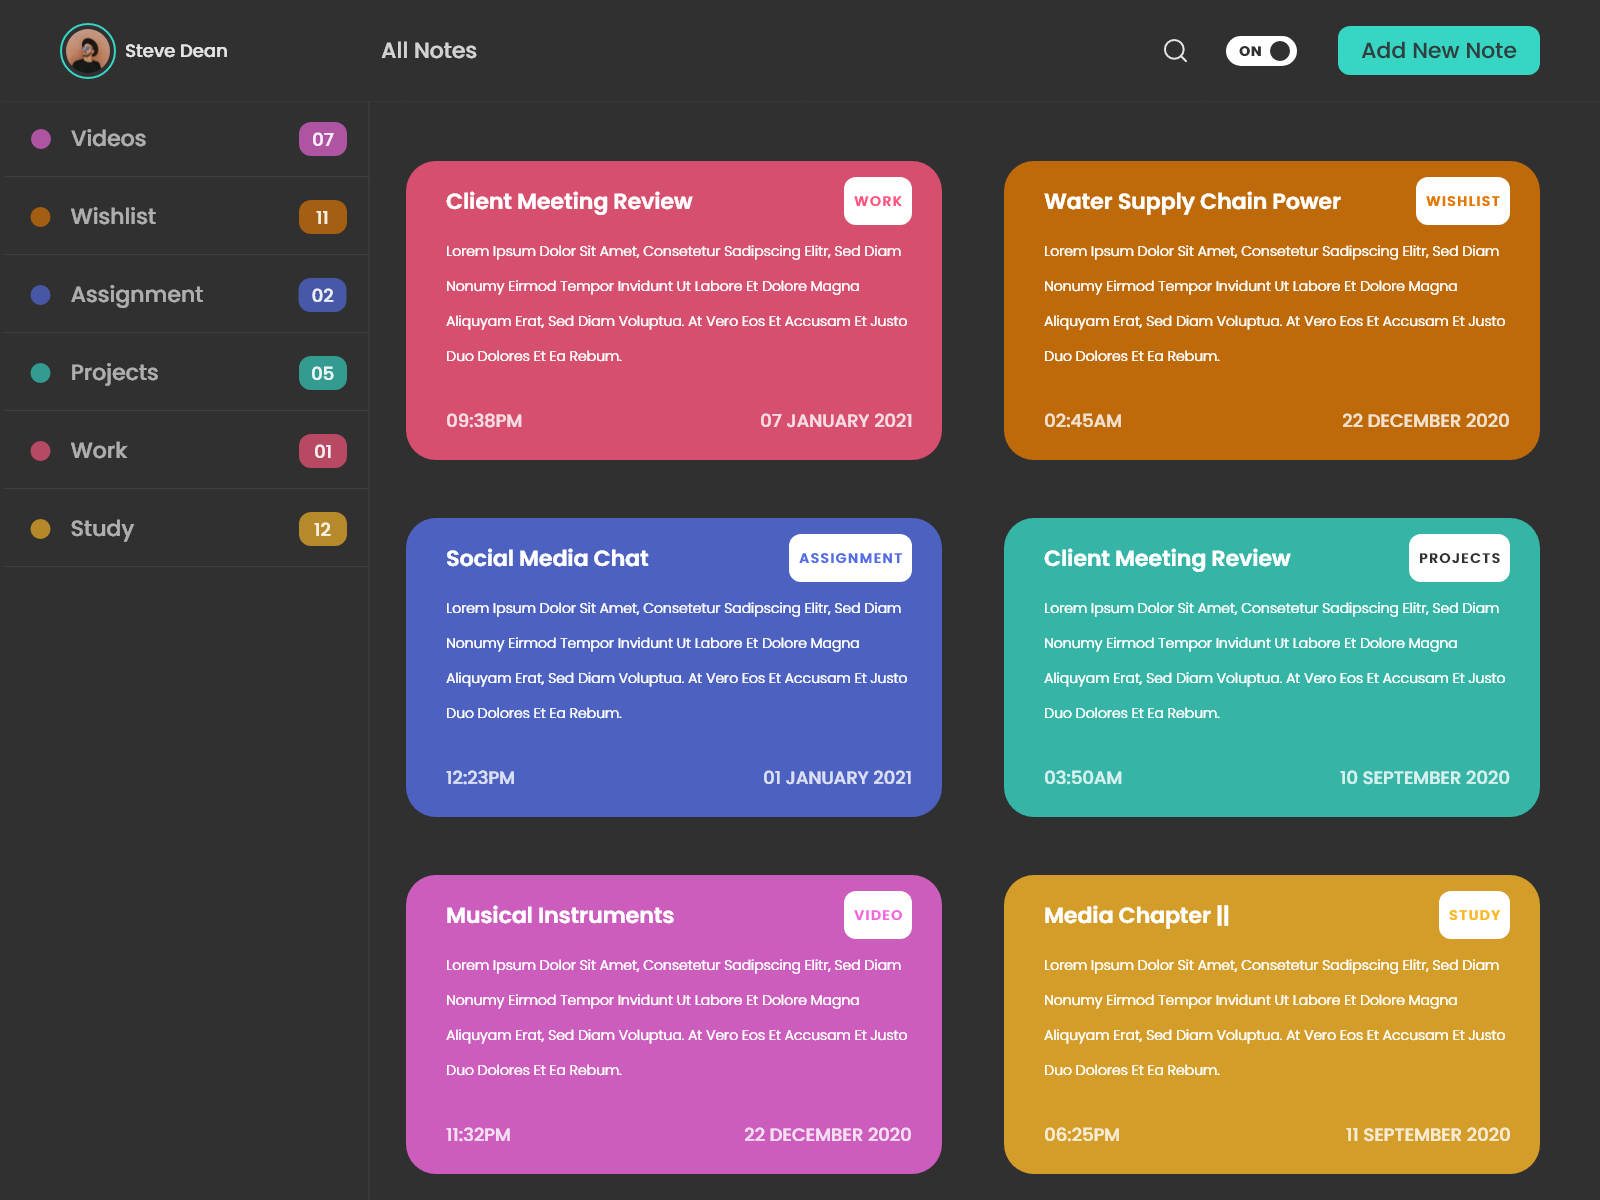 Steve Dean
All Notes
ON
Add New Note
Videos
07
Wishlist
11
Assignment
02
Projects
05
Work
01
Study
12
Client Meeting Review
WORK
Lorem Ipsum Dolor Sit Amet, Consetetur Sadipscing Elitr, Sed Diam
Nonumy Eirmod Tempor Invidunt Ut Labore Et Dolore Magna
Aliquyam Erat, Sed Diam Voluptua. At Vero Eos Et Accusam Et Justo
Duo Dolores Et Ea Rebum.
09:38PM
07 JANUARY 2021
Water Supply Chain Power
WISHLIST
Lorem Ipsum Dolor Sit Amet, Consetetur Sadipscing Elitr, Sed Diam
Nonumy Eirmod Tempor Invidunt Ut Labore Et Dolore Magna
Aliquyam Erat, Sed Diam Voluptua. At Vero Eos Et Accusam Et Justo
Duo Dolores Et Ea Rebum.
02:45AM
22 DECEMBER 2020
Social Media Chat
ASSIGNMENT
Lorem Ipsum Dolor Sit Amet, Consetetur Sadipscing Elitr, Sed Diam
Nonumy Eirmod Tempor Invidunt Ut Labore Et Dolore Magna
Aliquyam Erat, Sed Diam Voluptua. At Vero Eos Et Accusam Et Justo
Duo Dolores Et Ea Rebum.
12:23PM
01 JANUARY 2021
Client Meeting Review
PROJECTS
Lorem Ipsum Dolor Sit Amet, Consetetur Sadipscing Elitr, Sed Diam
Nonumy Eirmod Tempor Invidunt Ut Labore Et Dolore Magna
Aliquyam Erat, Sed Diam Voluptua. At Vero Eos Et Accusam Et Justo
Duo Dolores Et Ea Rebum.
03:50AM
10 SEPTEMBER 2020
Musical Instruments
VIDEO
Lorem Ipsum Dolor Sit Amet, Consetetur Sadipscing Elitr, Sed Diam
Nonumy Eirmod Tempor Invidunt Ut Labore Et Dolore Magna
Aliquyam Erat, Sed Diam Voluptua. At Vero Eos Et Accusam Et Justo
Duo Dolores Et Ea Rebum.
11:32PM
22 DECEMBER 2020
Media Chapter ||
STUDY
Lorem Ipsum Dolor Sit Amet, Consetetur Sadipscing Elitr, Sed Diam
Nonumy Eirmod Tempor Invidunt Ut Labore Et Dolore Magna
Aliquyam Erat, Sed Diam Voluptua. At Vero Eos Et Accusam Et Justo
Duo Dolores Et Ea Rebum.
06:25PM
11 SEPTEMBER 2020